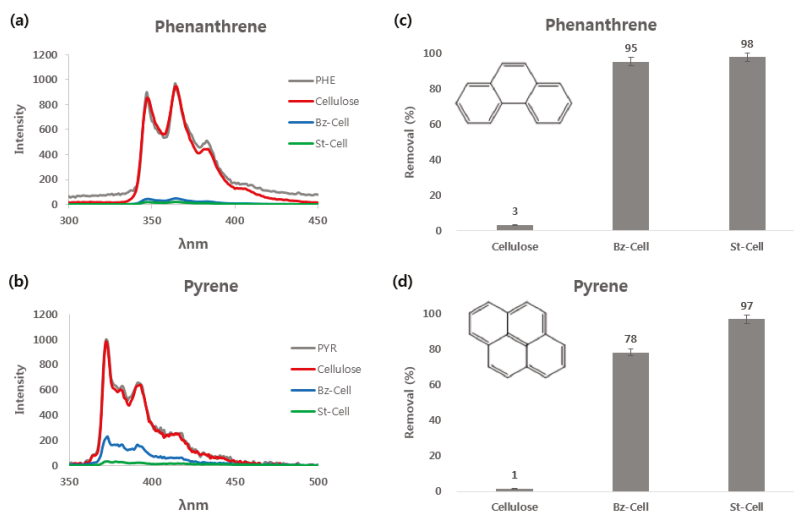 (a)
Phenanthrene
1200
1000
800
600
400
200
0
Intensity
300
350
400
450
λnm
PHE
Cellulose
Bz-Cell
St-Cell
(c)
Phenanthrene
100
80
60
40
20
0
Removal (%)
3
95
98
Cellulose
Bz-Cell
St-Cell
(b)
Pyrene
1200
1000
800
600
400
200
0
Intensity
350
400
450
500
λnm
PYR
Cellulose
Bz-Cell
St-Cell
(d)
Pyrene
100
80
60
40
20
0
Removal (%)
1
78
97
Cellulose
Bz-Cell
St-Cell